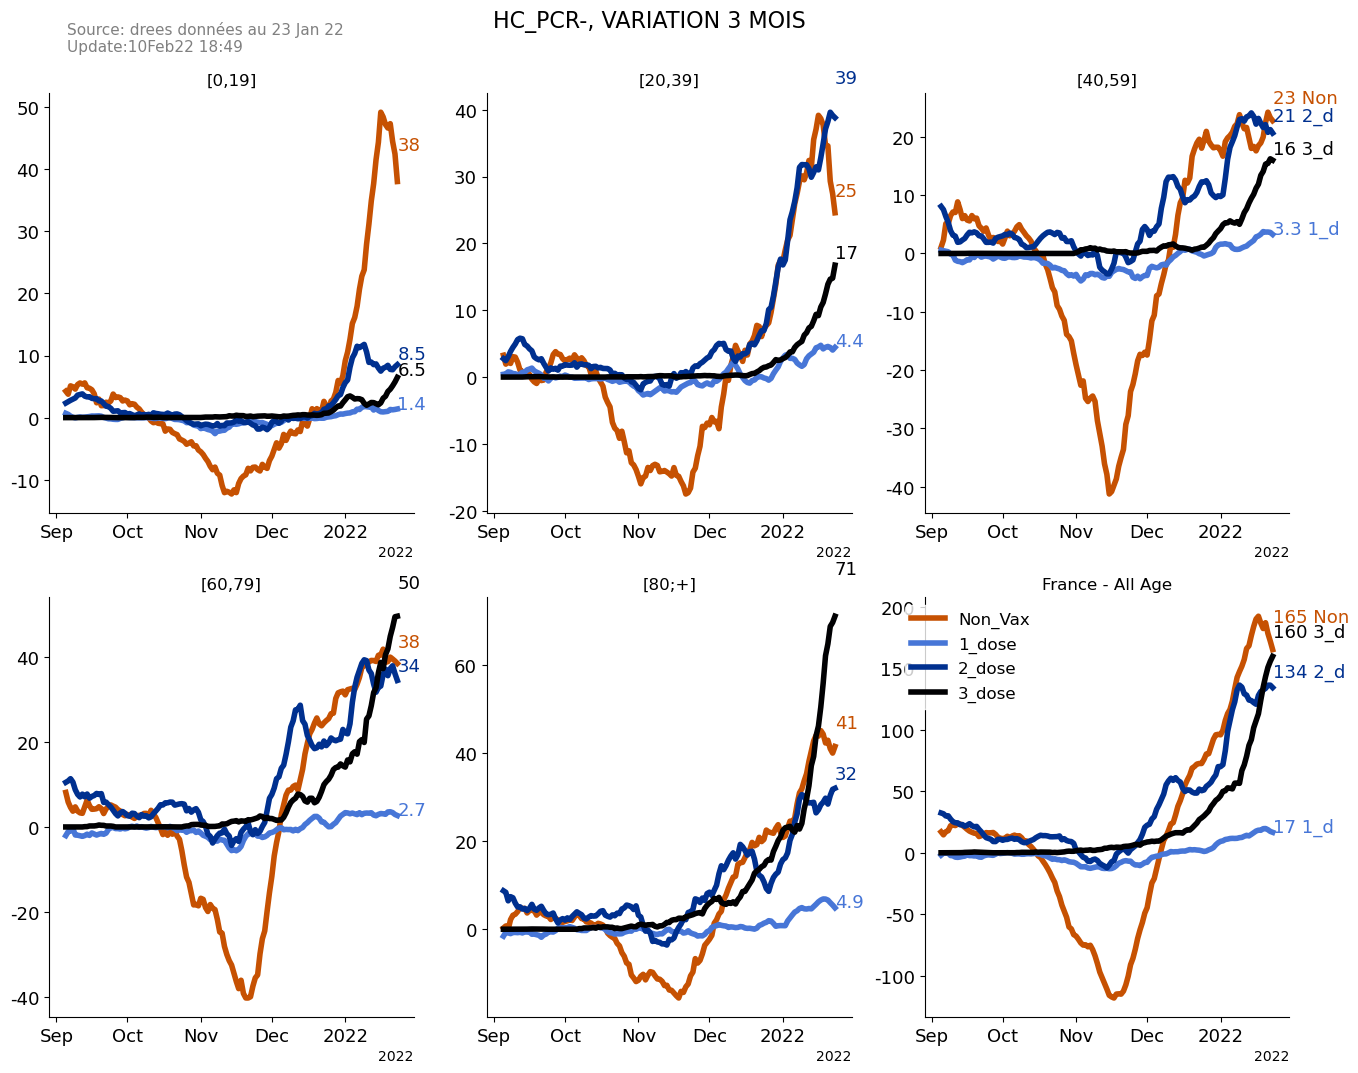 HC_PCR-, VARIATION 3 MOIS
Source: drees données au 23 Jan 22
Update:10Feb22 18:49
[0,19]
50
40
30
20
10
0
-10
38
8.5
6.5
1.4
Sep Oct Nov Dec 2022
2022
[20,39]
40
30
20
10
0
-10
-20
39
25
17
4.4
Sep Oct Nov Dec 2022
2022
[40,59]
20
10
0
-10
-20
-30
-40
23 Non
21 2_d
16 3_d
3.3 1_d
Sep Oct Nov Dec 2022
2022
[60,79]
40
20
0
-20
-40
50
38
34
2.7
Sep Oct Nov Dec 2022
2022
[80;+]
60
40
20
0
71
41
32
4.9
Sep Oct Nov Dec 2022
2022
France - All Age
200
150
100
50
0
-50
-100
Non_Vax
1_dose
2_dose
3_dose
165 Non
160 3_d
134 2_d
17 1_d
Sep Oct Nov Dec 2022
2022